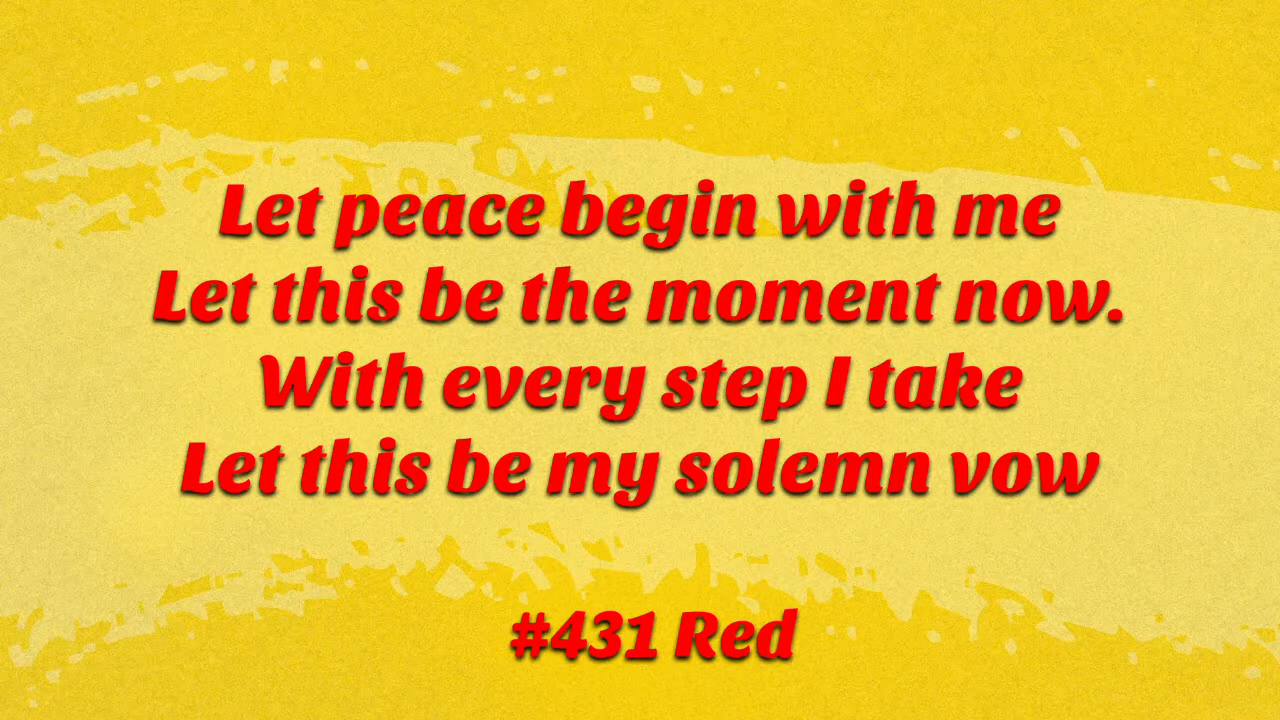 Let peace begin with me
Let this be the moment now.
With every step I take
Let this be my solemn vow
#431 Red